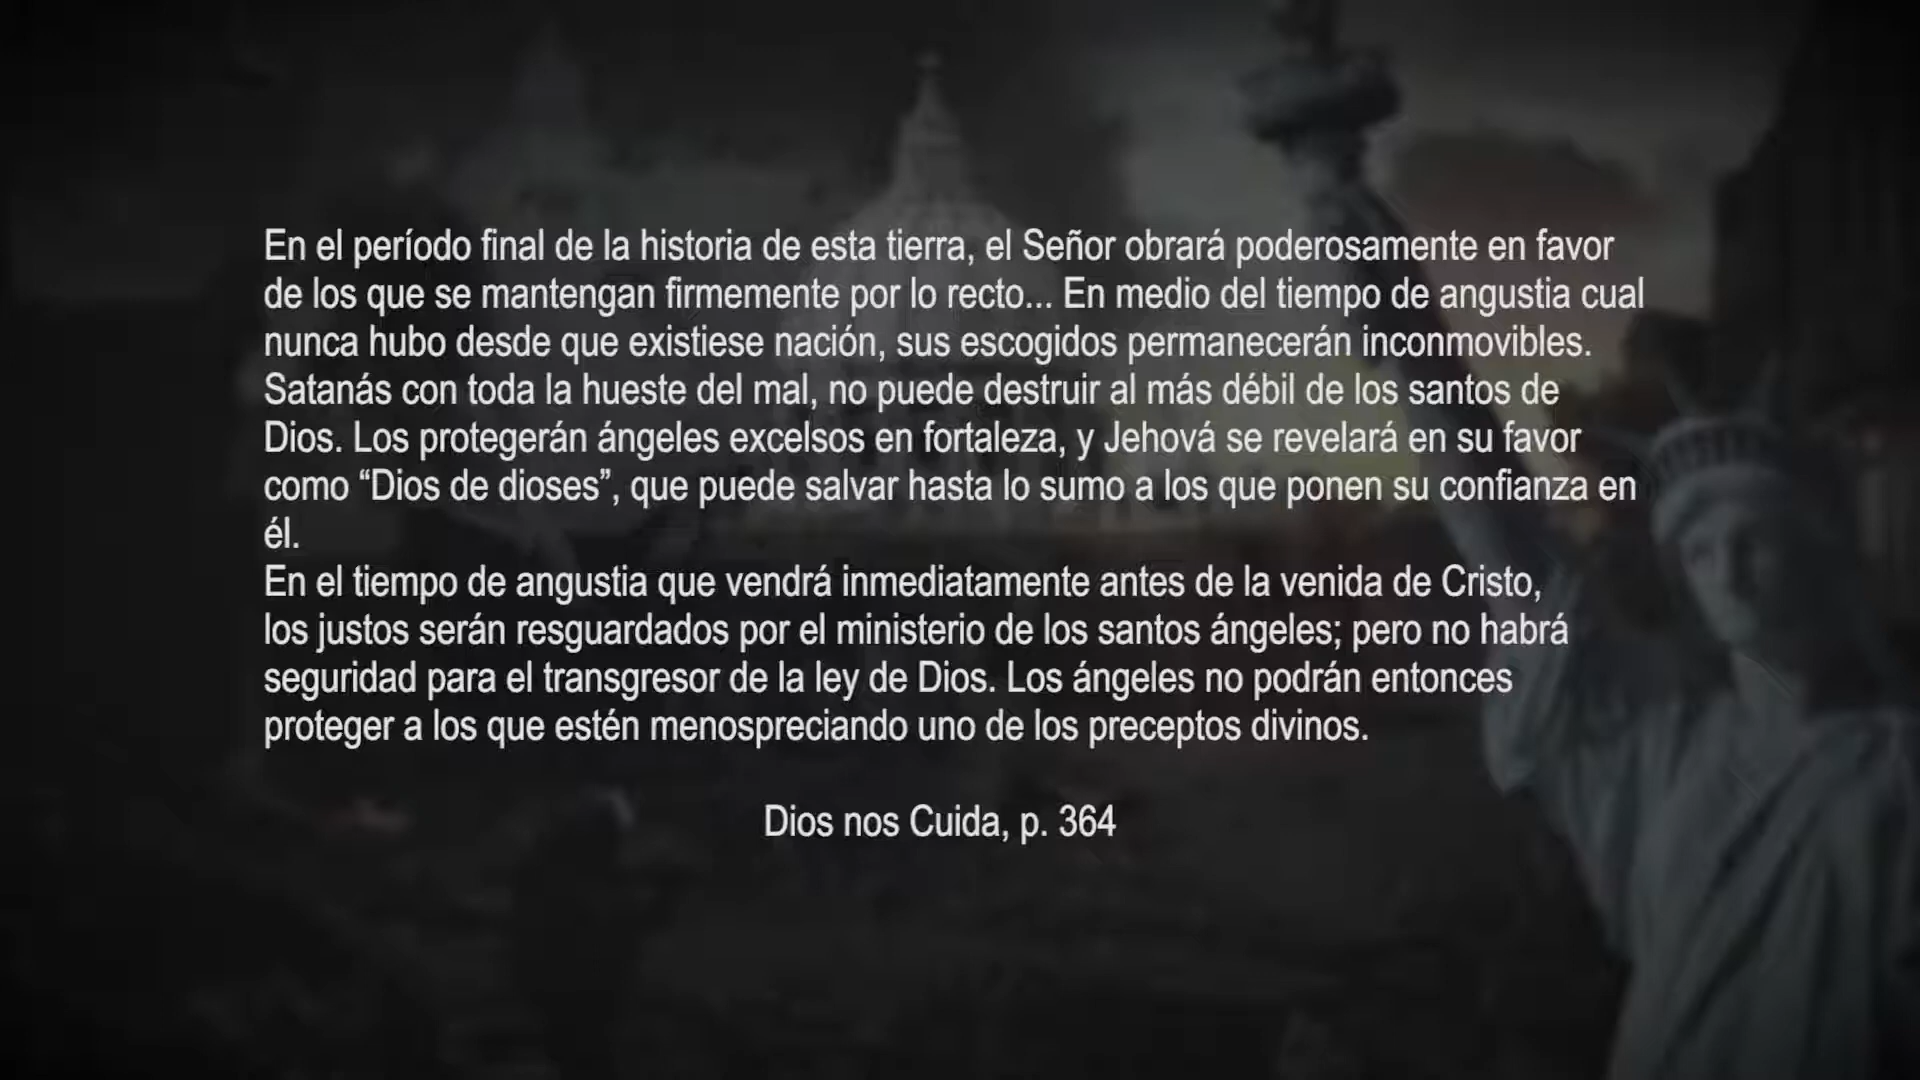 En el período final de la historia de esta tierra, el Señor obrará poderosamente en favor
de los que se mantengan firmemente por lo recto... En medio del tiempo de angustia cual
nunca hubo desde que existiese nación, sus escogidos permanecerán inconmovibles.
Satanás con toda la hueste del mal, no puede destruir al más débil de los santos de
Dios. Los protegerán ángeles excelsos en fortaleza, y Jehová se revelará en su favor
como “Dios de dioses”, que puede salvar hasta lo sumo a los que ponen su confianza en
él.
En el tiempo de angustia que vendrá inmediatamente antes de la venida de Cristo,
los justos serán resguardados por el ministerio de los santos ángeles; pero no habrá
seguridad para el transgresor de la ley de Dios. Los ángeles no podrán entonces
proteger a los que estén menospreciando uno de los preceptos divinos.
Dios nos Cuida, p. 364